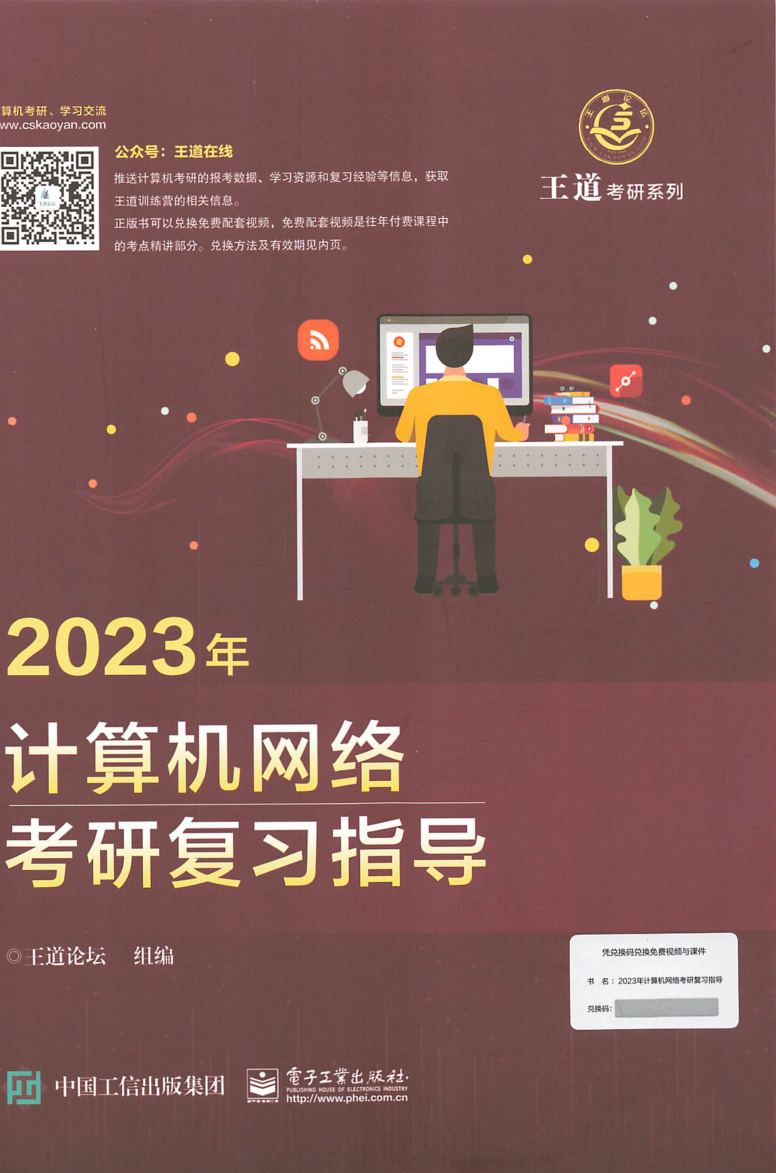 算机考研、学习交流
ww.cskaoyan.com
公众号：王道在线
推送计算机考研的报考数据、学习资源和复习经验等信息，获取
王道训练营的相关信息。
正版书可以兑换免费配套视频，免费配套视频是往年付费课程中
的考点精讲部分。兑换方法及有效期见内页。
王道论坛
王道考研系列
2023年
计算机网络
考研复习指导
◎王道论坛 组编
凭兑换码兑换免费视频与课件
书 名：2023年计算机网络考研复习指导
兑换码：
中国工信出版集团
電子工業出版社·
PUBLISHING HOUSE OF ELECTRONICS INDUSTRY
http://www.phei.com.cn